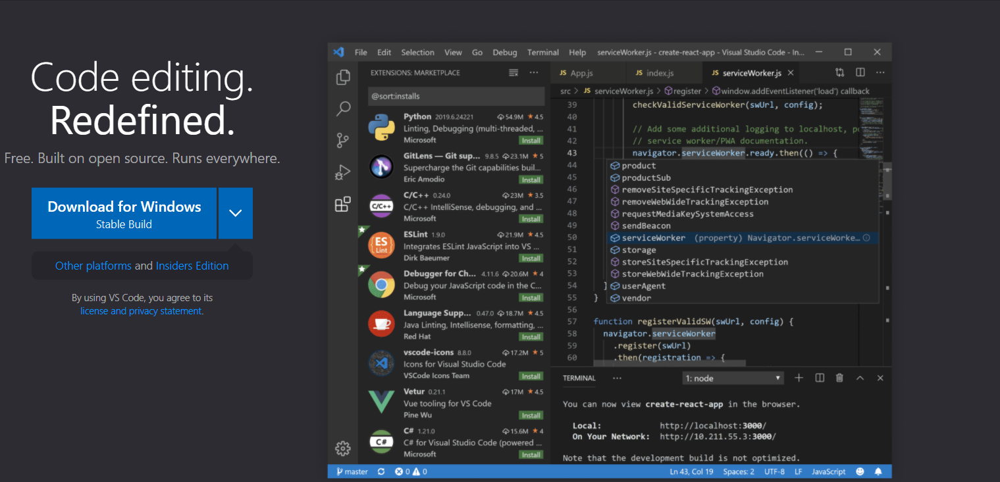 Code editing.
Redefined.
Free. Built on open source. Runs everywhere.
Download for Windows
Stable Build
Other platforms and Insiders Edition
By using VS Code, you agree to its
license and privacy statement.
File Edit Selection View Go Debug Terminal Help serviceWorker.js - create-react-app - Visual Studio Code - In...
EXTENSIONS: MARKETPLACE
@sort:installs
Python 2019.6.24221 54.9M 4.5
Linting, Debugging (multi-threaded, ...
Microsoft Install
GitLens — Git sup... 9.8.5 23.1M 5
Supercharge the Git capabilities buil...
Eric Amodio Install
C/C++
C/C++ 0.24.0 23M 3.5
C/C++ IntelliSense, debugging, and ...
Microsoft Install
ES
Lint
ESLint 1.9.0 21.9M 4.5
Integrates ESLint JavaScript into VS ...
Dirk Baeumer Install
Debugger for Ch... 4.11.6 20.6M 4
Debug your JavaScript code in the C...
Microsoft Install
Language Supp... 0.47.0 18.7M 4.5
Java Linting, Intellisense, formatting, ...
Red Hat Install
vscode-icons 8.8.0 17.2M 5
Icons for Visual Studio Code
VSCode Icons Team Install
Vetur 0.21.1 17M 4.5
Vue tooling for VS Code
Pine Wu Install
C#
C# 1.21.0 15.6M 4
C# for Visual Studio Code (powered ...
Microsoft Install
JS App.js JS index.js JS serviceWorker.js
src > JS serviceWorker.js > register > window.addEventListener('load') callback
39 checkValidServiceWorker(swUrl, config);
40
41 // Add some additional logging to localhost, p
42 // service worker/PWA documentation.
43 navigator.serviceWorker.ready.then(() => {
44 product
45 productSub
46 removeSiteSpecificTrackingException
47 removeWebWideTrackingException
48 requestMediaKeySystemAccess
49 sendBeacon
50 serviceWorker (property) Navigator.serviceWorke...
51 storage
52 storeSiteSpecificTrackingException
53 storeWebWideTrackingException
54 } userAgent
55 } vendor
56
57 function registerValidSW(swUrl, config) {
58 navigator.serviceWorker
59 .register(swUrl)
60 .then(registration => {
TERMINAL ... 1: node
You can now view create-react-app in the browser.
Local: http://localhost:3000/
On Your Network: http://10.211.55.3:3000/
Note that the development build is not optimized.
master 0 0 Ln 43, Col 19 Spaces: 2 UTF-8 LF JavaScript